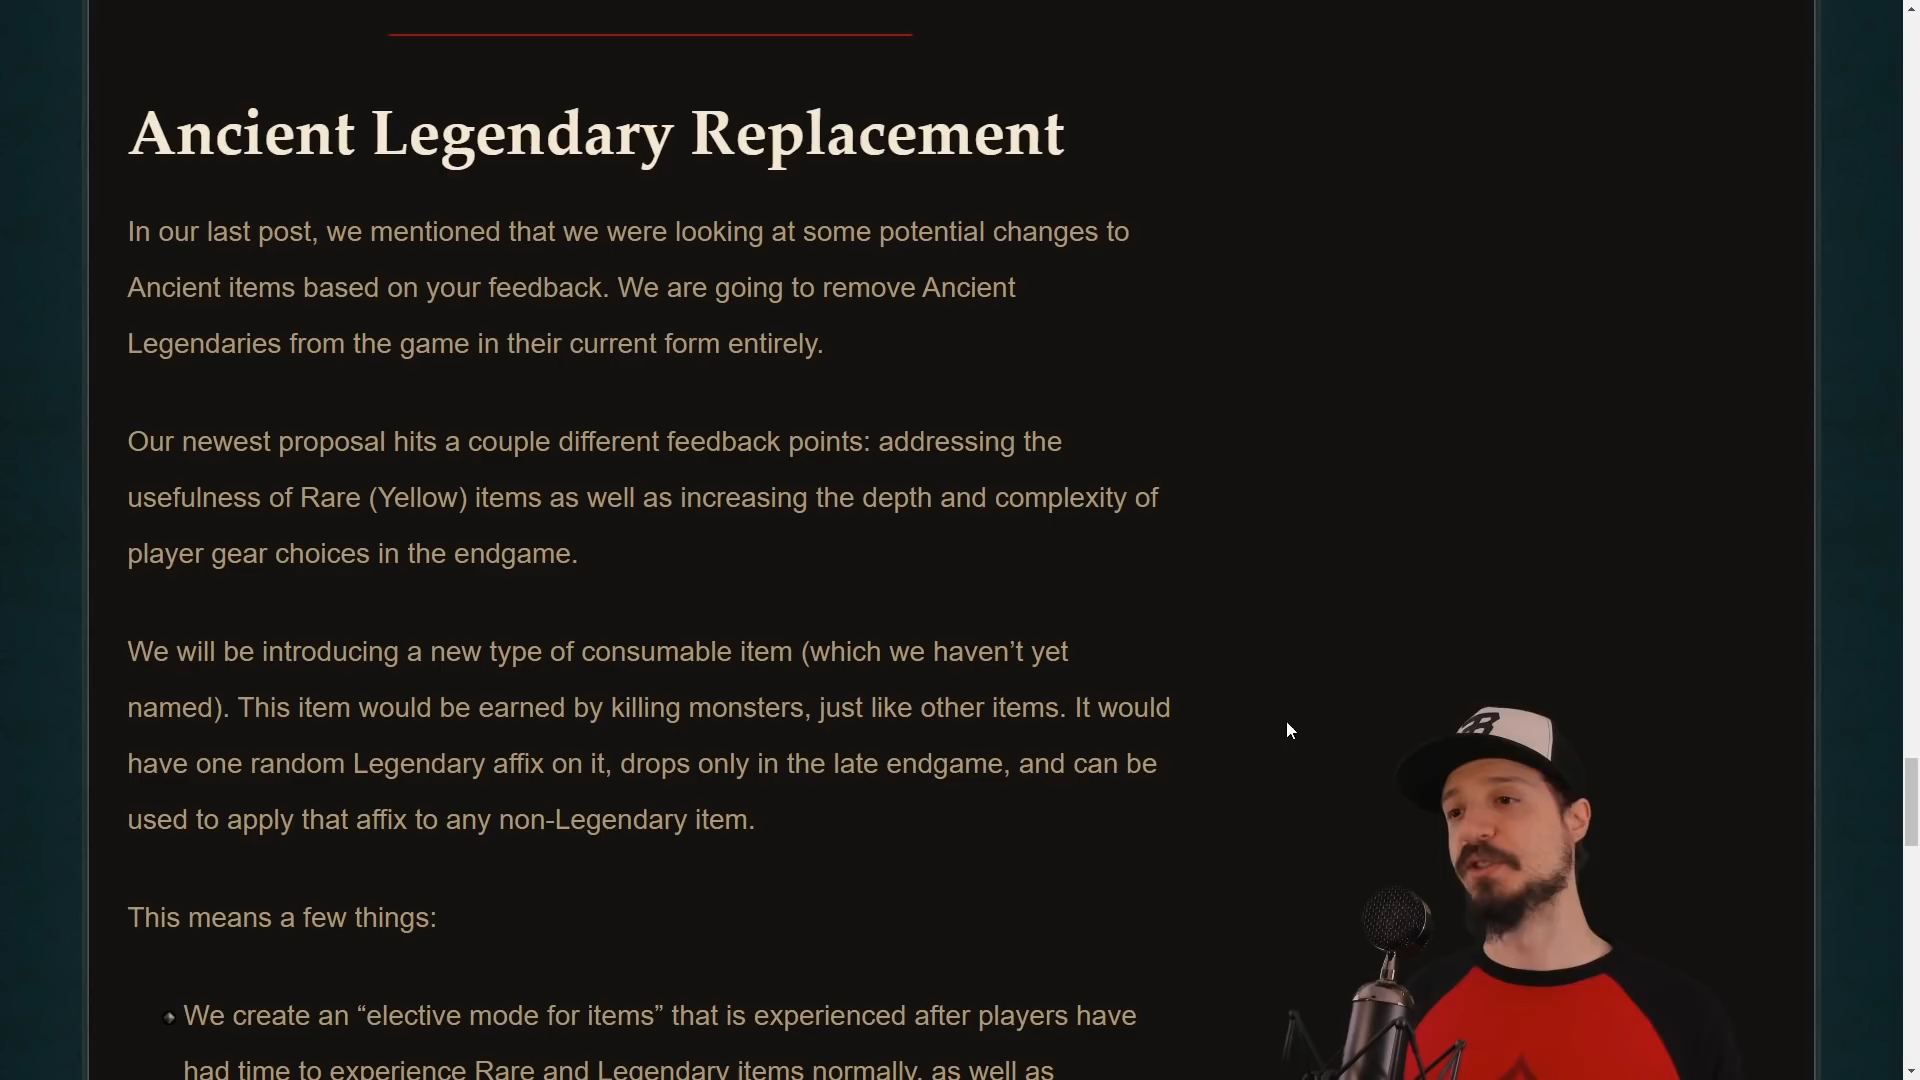 Ancient Legendary Replacement
In our last post, we mentioned that we were looking at some potential changes to
Ancient items based on your feedback. We are going to remove Ancient
Legendaries from the game in their current form entirely.
Our newest proposal hits a couple different feedback points: addressing the
usefulness of Rare (Yellow) items as well as increasing the depth and complexity of
player gear choices in the endgame.
We will be introducing a new type of consumable item (which we haven’t yet
named). This item would be earned by killing monsters, just like other items. It would
have one random Legendary affix on it, drops only in the late endgame, and can be
used to apply that affix to any non-Legendary item.
This means a few things:
We create an “elective mode for items” that is experienced after players have
had time to experience Rare and Legendary items normally, as well as